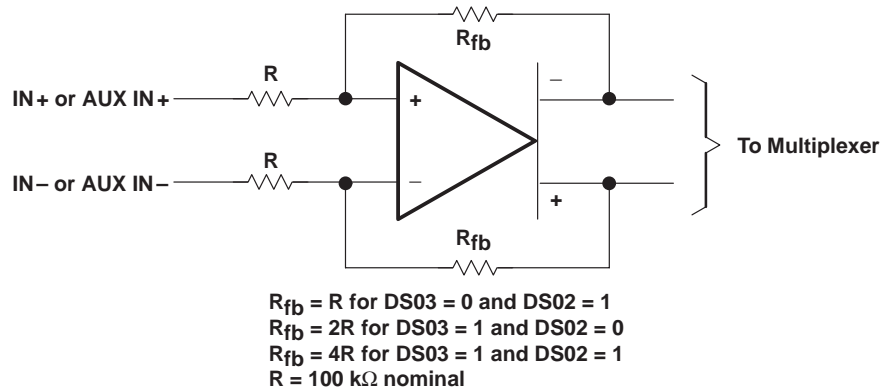 Rfb
R
IN+ or AUX IN+
+
−
To Multiplexer
R
IN− or AUX IN−
−
+
Rfb
Rfb = R for DS03 = 0 and DS02 = 1
Rfb = 2R for DS03 = 1 and DS02 = 0
Rfb = 4R for DS03 = 1 and DS02 = 1
R = 100 kΩ nominal